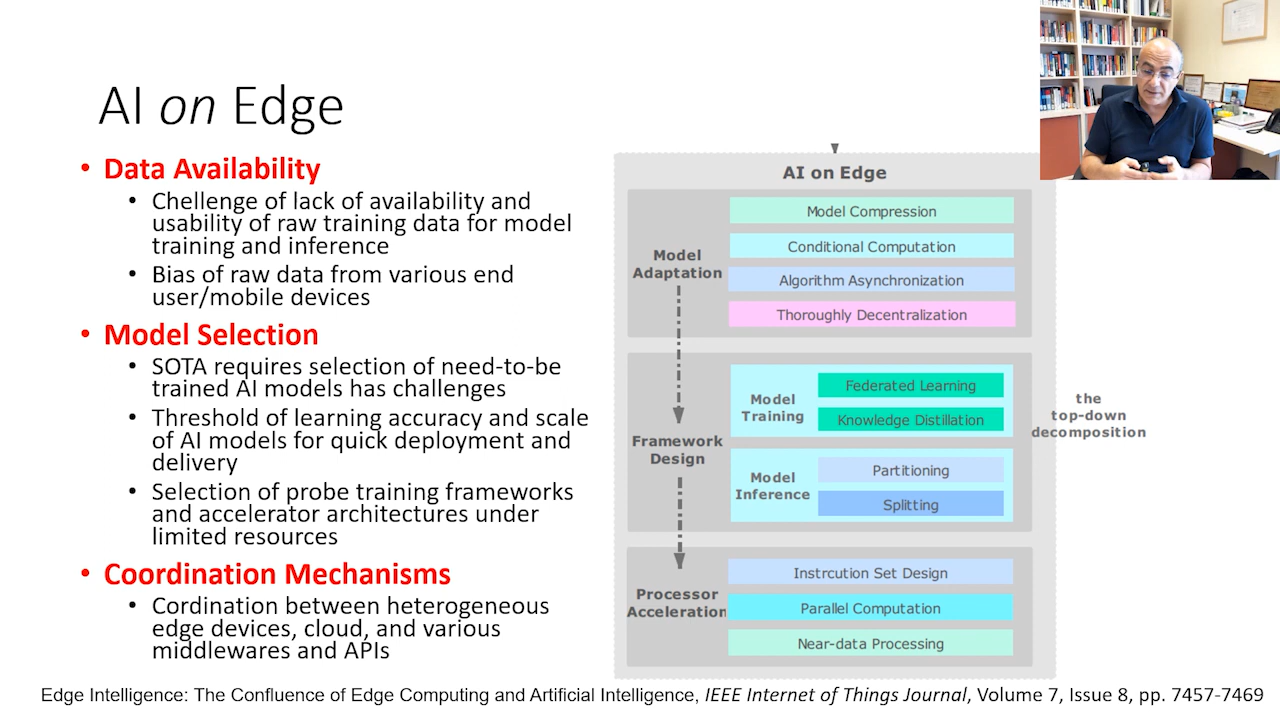 AI on Edge
• Data Availability
• Chellenge of lack of availability and
usability of raw training data for model
training and inference
• Bias of raw data from various end
user/mobile devices
• Model Selection
• SOTA requires selection of need-to-be
trained AI models has challenges
• Threshold of learning accuracy and scale
of AI models for quick deployment and
delivery
• Selection of probe training frameworks
and accelerator architectures under
limited resources
• Coordination Mechanisms
• Cordination between heterogeneous
edge devices, cloud, and various
middlewares and APIs
AI on Edge
Model
Adaptation
Model Compression
Conditional Computation
Algorithm Asynchronization
Thoroughly Decentralization
Framework
Design
Model
Training
Federated Learning
Knowledge Distillation
Model
Inference
Partitioning
Splitting
Processor
Acceleration
Instrcution Set Design
Parallel Computation
Near-data Processing
the
top-down
decomposition
Edge Intelligence: The Confluence of Edge Computing and Artificial Intelligence, IEEE Internet of Things Journal, Volume 7, Issue 8, pp. 7457-7469